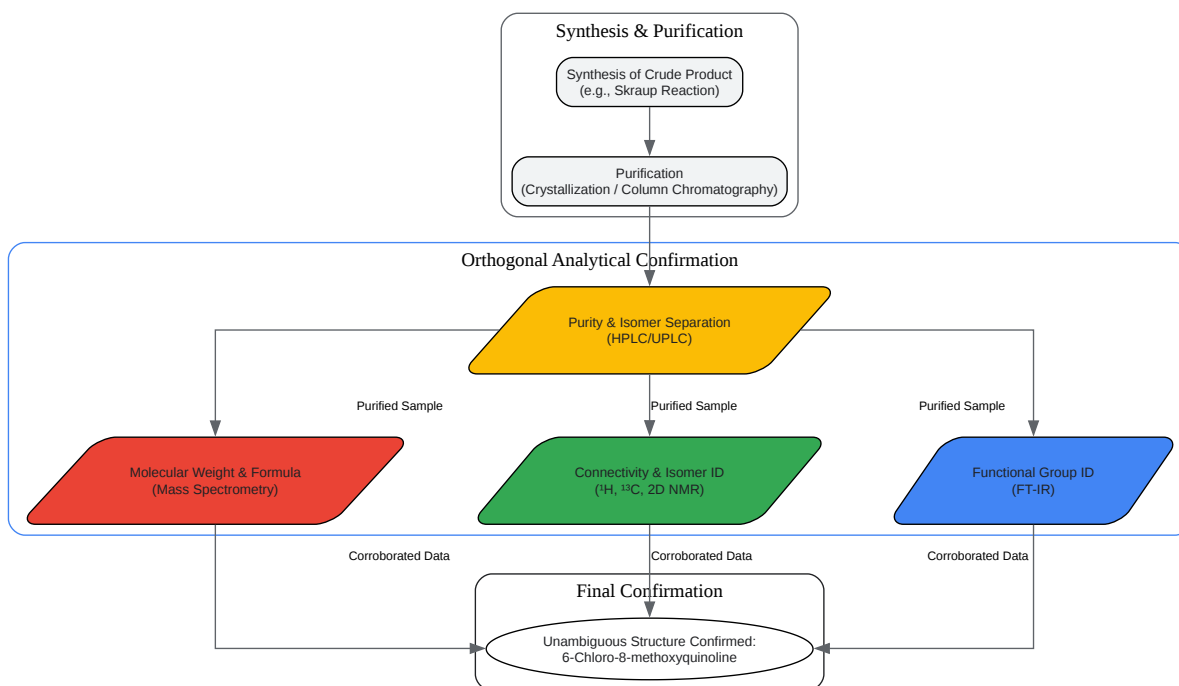 Synthesis & Purification
Synthesis of Crude Product
(e.g., Skraup Reaction)
Purification
(Crystallization / Column Chromatography)
Orthogonal Analytical Confirmation
Purity & Isomer Separation
(HPLC/UPLC)
Purified Sample
Purified Sample
Purified Sample
Molecular Weight & Formula
(Mass Spectrometry)
Connectivity & Isomer ID
(¹H, ¹³C, 2D NMR)
Functional Group ID
(FT-IR)
Corroborated Data
Corroborated Data
Corroborated Data
Final Confirmation
Unambiguous Structure Confirmed:
6-Chloro-8-methoxyquinoline